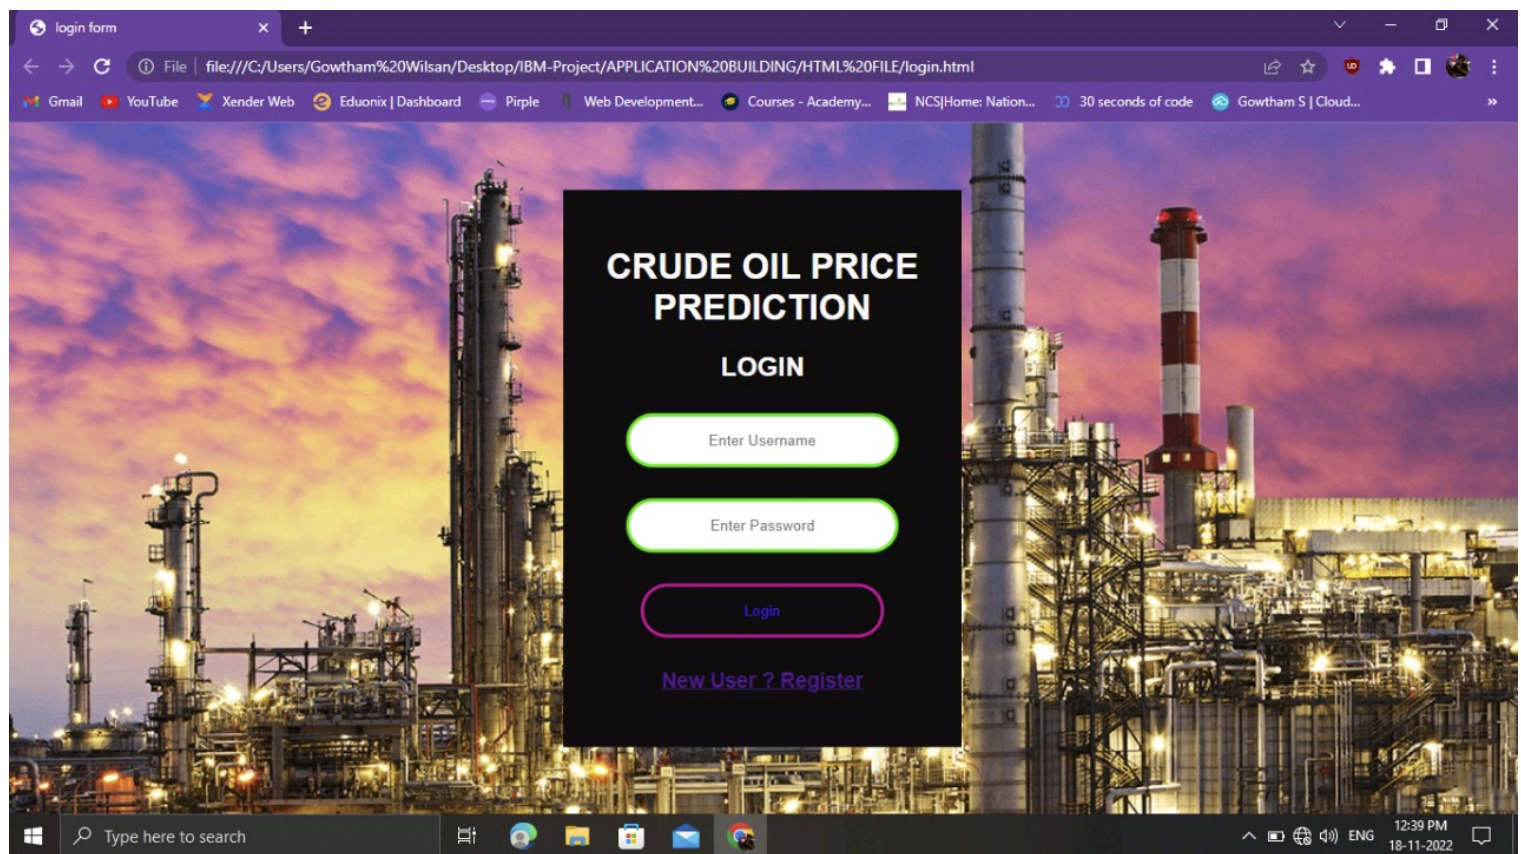 login form
File
file:///C:/Users/Gowtham%20Wilsan/Desktop/IBM-Project/APPLICATION%20BUILDING/HTML%20FILE/login.html
Gmail YouTube Xender Web Eduonix | Dashboard Pirple Web Development... Courses - Academy... NCS|Home: Nation... 30 seconds of code Gowtham S | Cloud...
CRUDE OIL PRICE
PREDICTION
LOGIN
Enter Username
Enter Password
Login
New User ? Register
Type here to search
ENG
12:39 PM
18-11-2022